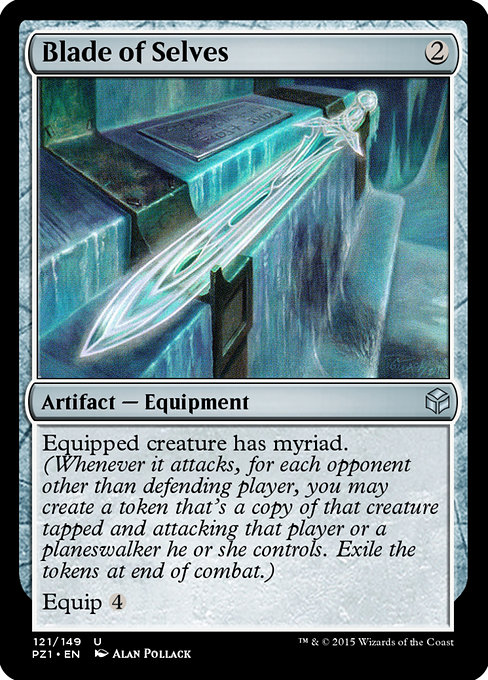 Blade of Selves 2
Artifact — Equipment
Equipped creature has myriad.
(Whenever it attacks, for each opponent
other than defending player, you may
create a token that's a copy of that creature
tapped and attacking that player or a
planeswalker he or she controls. Exile the
tokens at end of combat.)
Equip 4
121/149 U
PZ1 • EN ALAN POLLACK
™ & © 2015 Wizards of the Coast